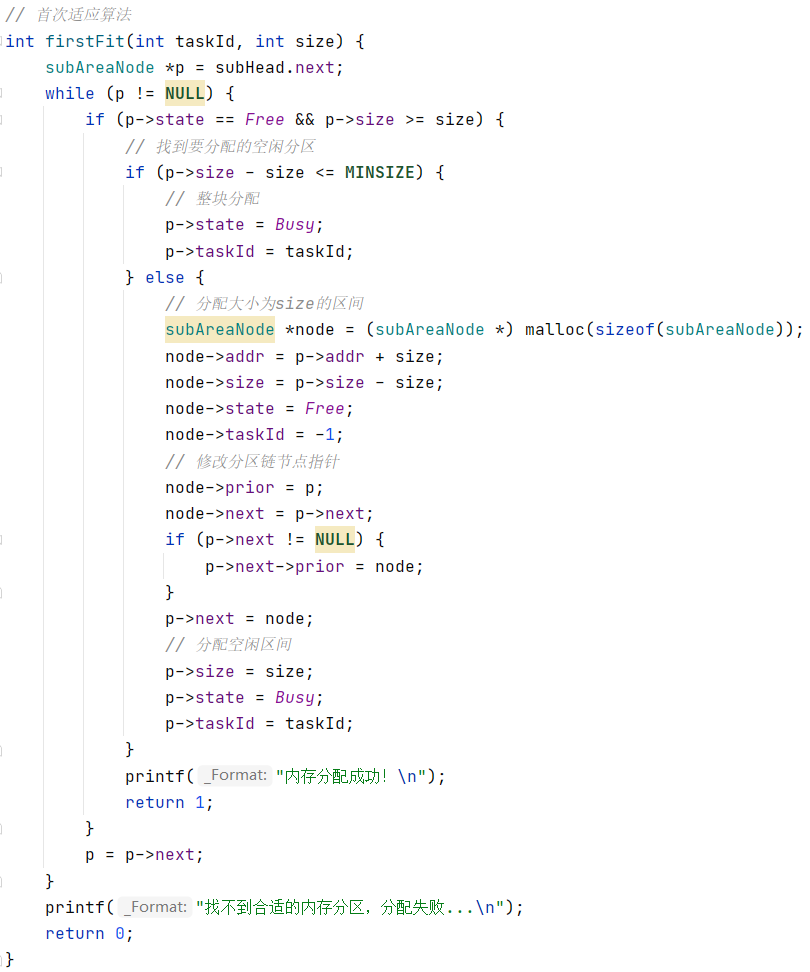 // 首次适应算法
int firstFit(int taskId, int size) {
    subAreaNode *p = subHead.next;
    while (p != NULL) {
        if (p->state == Free && p->size >= size) {
            // 找到要分配的空闲分区
            if (p->size - size <= MINSIZE) {
                // 整块分配
                p->state = Busy;
                p->taskId = taskId;
            } else {
                // 分配大小为size的区间
                subAreaNode *node = (subAreaNode *) malloc(sizeof(subAreaNode));
                node->addr = p->addr + size;
                node->size = p->size - size;
                node->state = Free;
                node->taskId = -1;
                // 修改分区链节点指针
                node->prior = p;
                node->next = p->next;
                if (p->next != NULL) {
                    p->next->prior = node;
                }
                p->next = node;
                // 分配空闲区间
                p->size = size;
                p->state = Busy;
                p->taskId = taskId;
            }
            printf( _Format: "内存分配成功！\n");
            return 1;
        }
        p = p->next;
    }
    printf( _Format: "找不到合适的内存分区，分配失败...\n");
    return 0;
}